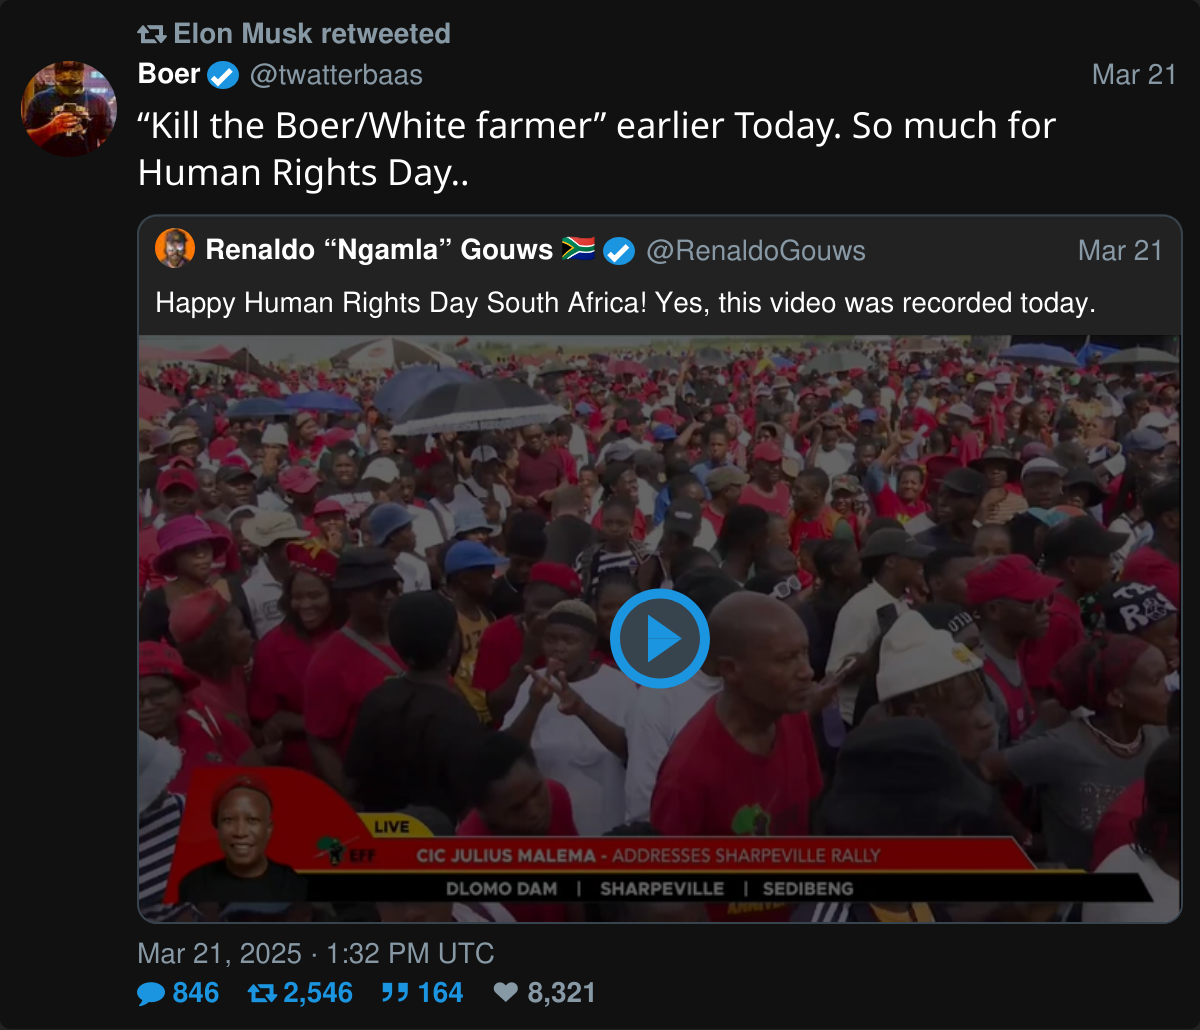 Elon Musk retweeted
Boer @twatterbaas Mar 21
“Kill the Boer/White farmer” earlier Today. So much for
Human Rights Day..
Renaldo “Ngamla” Gouws 🇿🇦 @RenaldoGouws Mar 21
Happy Human Rights Day South Africa! Yes, this video was recorded today.
LIVE
EFF CIC JULIUS MALEMA - ADDRESSES SHARPEVILLE RALLY
DLOMO DAM | SHARPEVILLE | SEDIBENG
Mar 21, 2025 · 1:32 PM UTC
846 2,546 164 8,321